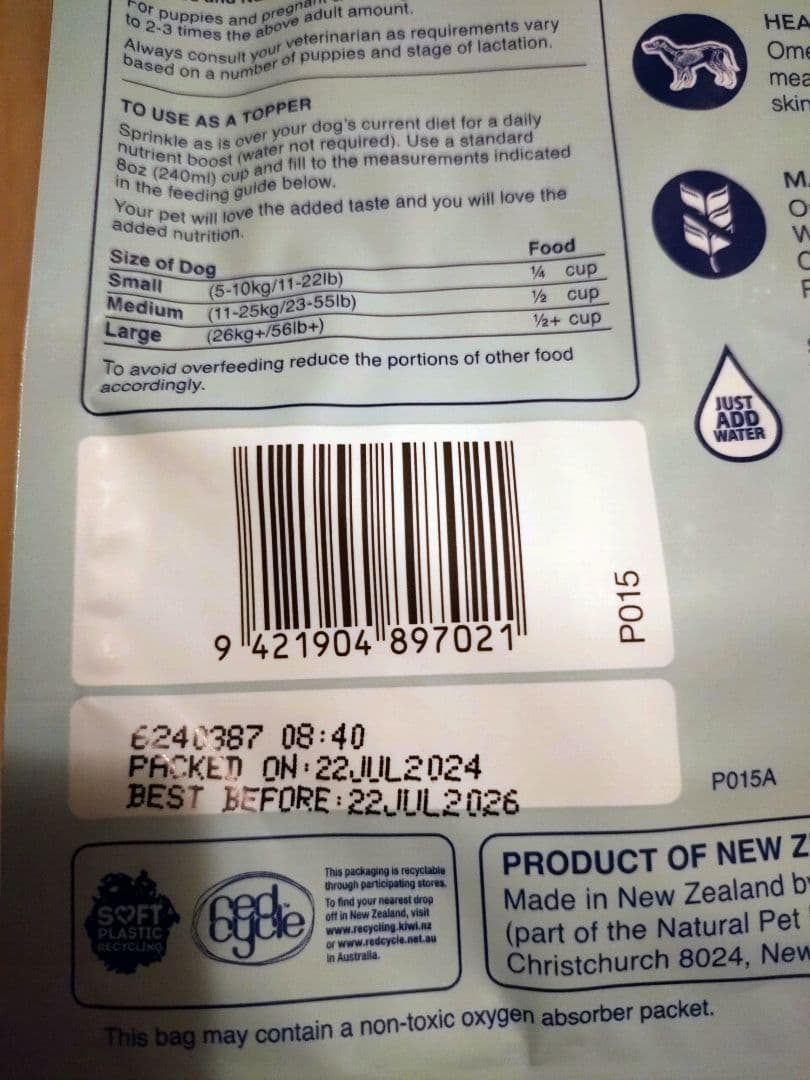 For puppies and
to 2-3 times the above adult amount.
Always consult your veterinarian as requirements vary
based on a number of puppies and stage of lactation.
TO USE AS A TOPPER
Sprinkle as is over your dog's current diet for a daily
nutrient boost (water not required). Use a standard
8oz (240ml) cup and fill to the measurements indicated
in the feeding guide below.
Your pet will love the added taste and you will love the
added nutrition.
Size of Dog Food
Small (5-10kg/11-22lb) ¼ cup
Medium (11-25kg/23-55lb) ½ cup
Large (26kg+/56lb+) ½+ cup
To avoid overfeeding reduce the portions of other food
accordingly.
HEA
Ome
mea
skin
JUST
ADD
WATER
9 421904 897021
P015
6240387 08:40
PACKED ON:22JUL2024
BEST BEFORE:22JUL2026
P015A
SOFT
PLASTIC
RECYCLING
red
cycle
This packaging is recyclable
through participating stores.
To find your nearest drop
off in New Zealand, visit
www.recycling.kiwi.nz
or www.redcycle.net.au
in Australia.
PRODUCT OF NEW Z
Made in New Zealand by
(part of the Natural Pet
Christchurch 8024, New
This bag may contain a non-toxic oxygen absorber packet.